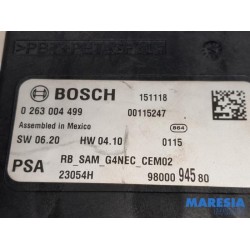 BOSCH
151118
0 263 004 499
00115247
Assembled in Mexico
664
SW 06.20
HW 04.10
0115
PSA
RB_SAM_G4NEC_CEM02
23054H
98000 945 80
MARESIA